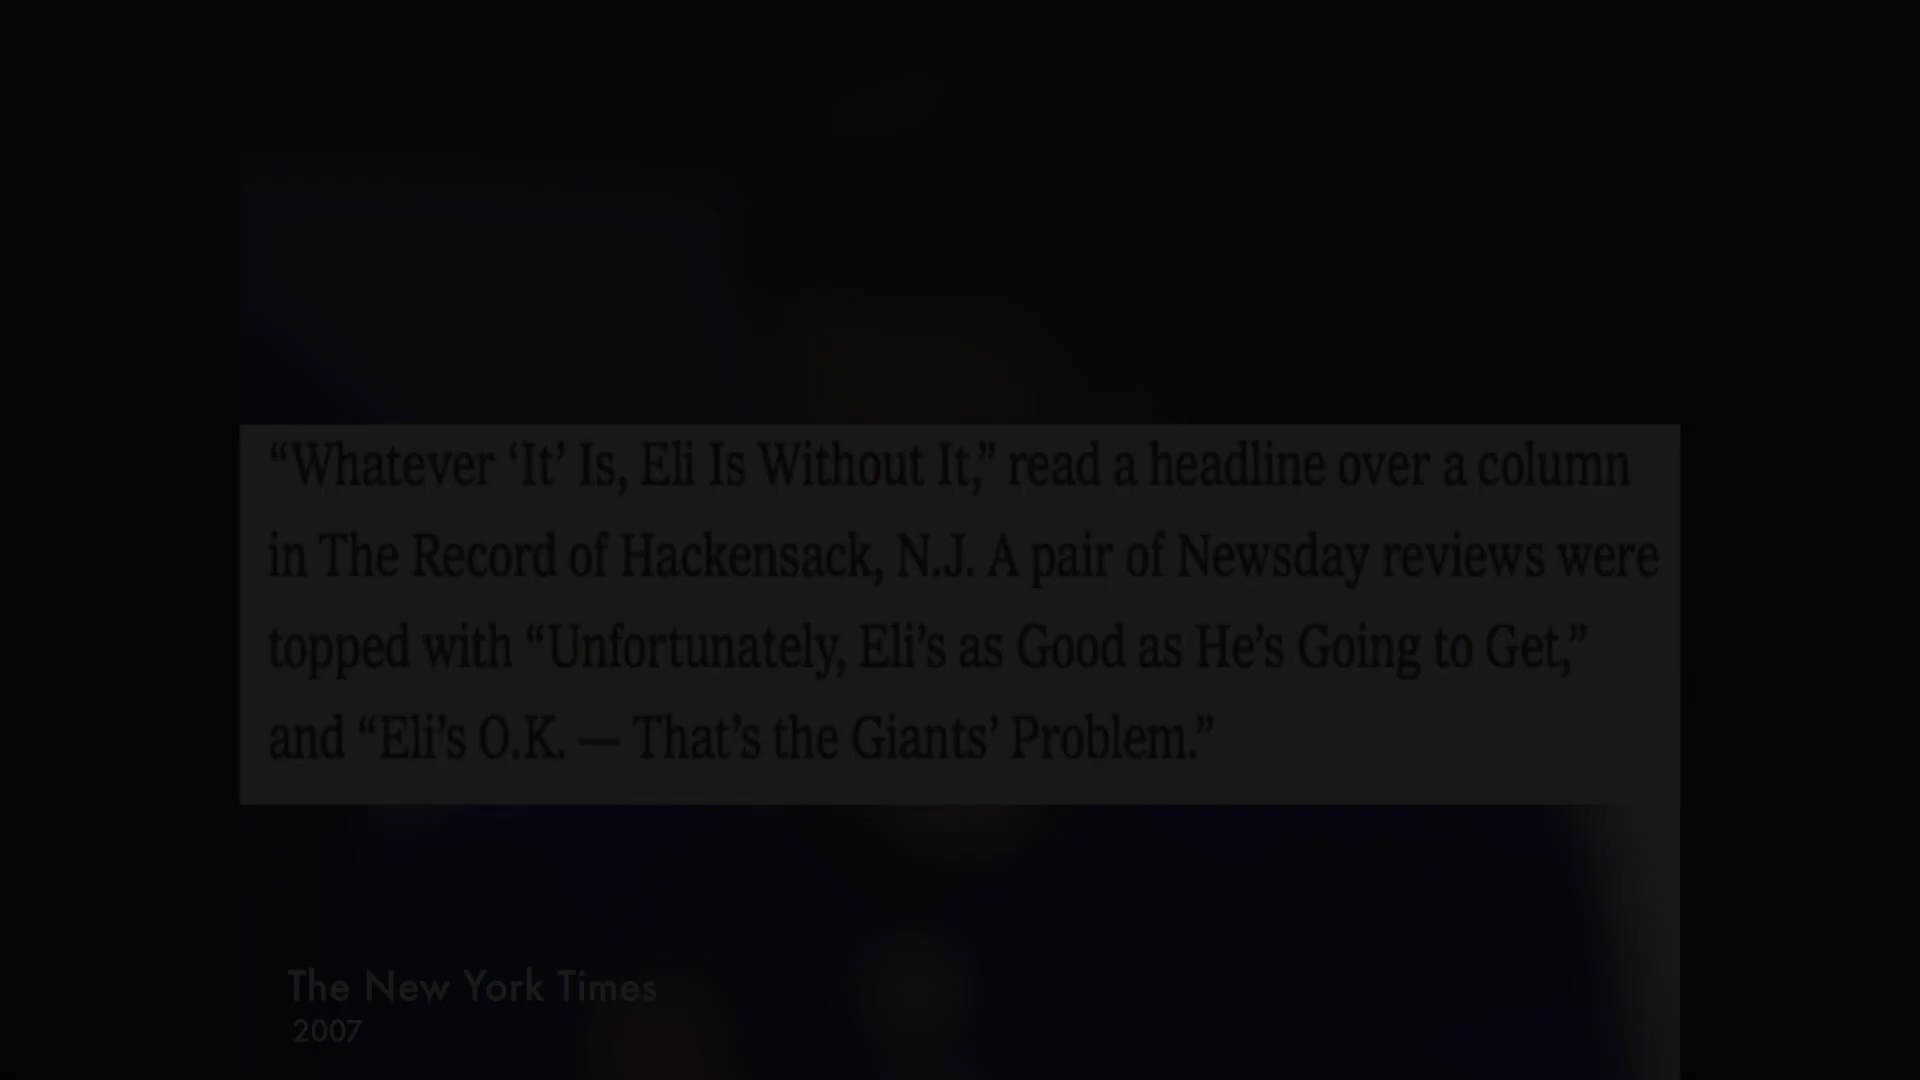 “Whatever ‘It’ Is, Eli Is Without It,” read a headline over a column
in The Record of Hackensack, N.J. A pair of Newsday reviews were
topped with “Unfortunately, Eli’s as Good as He’s Going to Get,”
and “Eli’s O.K. — That’s the Giants’ Problem.”
The New York Times
2007